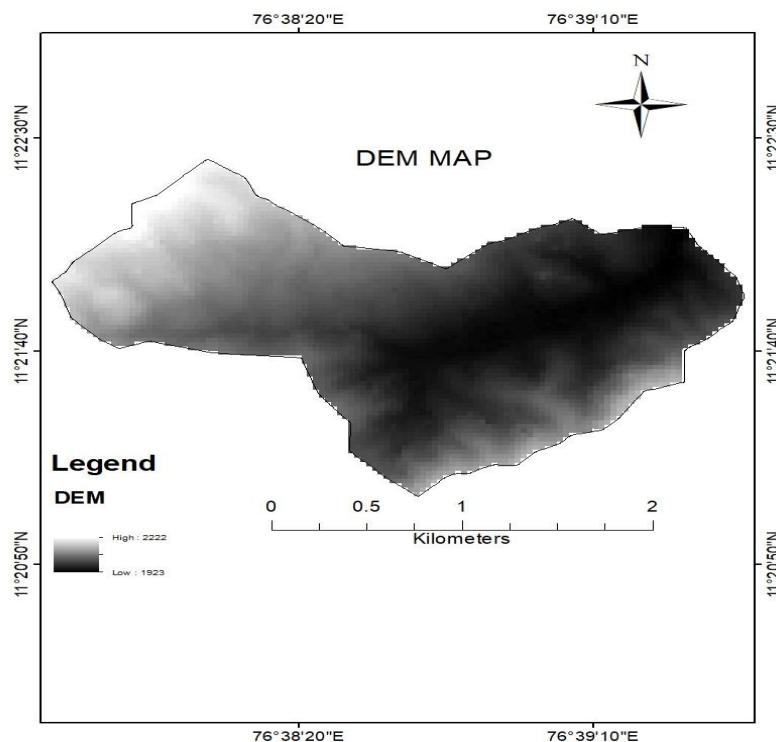 76°38'20"E
76°39'10"E
N
11°22'30"N
11°22'30"N
DEM MAP
11°21'40"N
11°21'40"N
Legend
DEM
High : 2222
Low : 1923
0 0.5 1 2
Kilometers
11°20'50"N
11°20'50"N
76°38'20"E
76°39'10"E